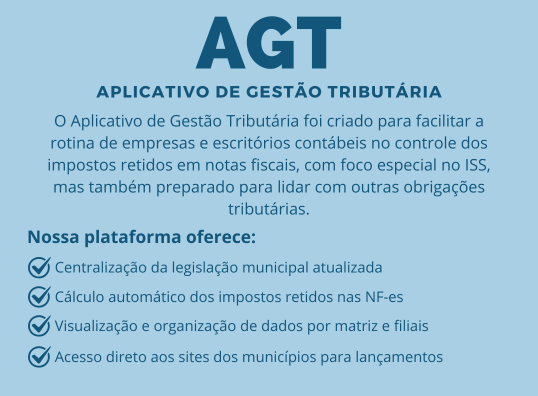 AGT
APLICATIVO DE GESTÃO TRIBUTÁRIA
O Aplicativo de Gestão Tributária foi criado para facilitar a
rotina de empresas e escritórios contábeis no controle dos
impostos retidos em notas fiscais, com foco especial no ISS,
mas também preparado para lidar com outras obrigações
tributárias.
Nossa plataforma oferece:
Centralização da legislação municipal atualizada
Cálculo automático dos impostos retidos nas NF-es
Visualização e organização de dados por matriz e filiais
Acesso direto aos sites dos municípios para lançamentos